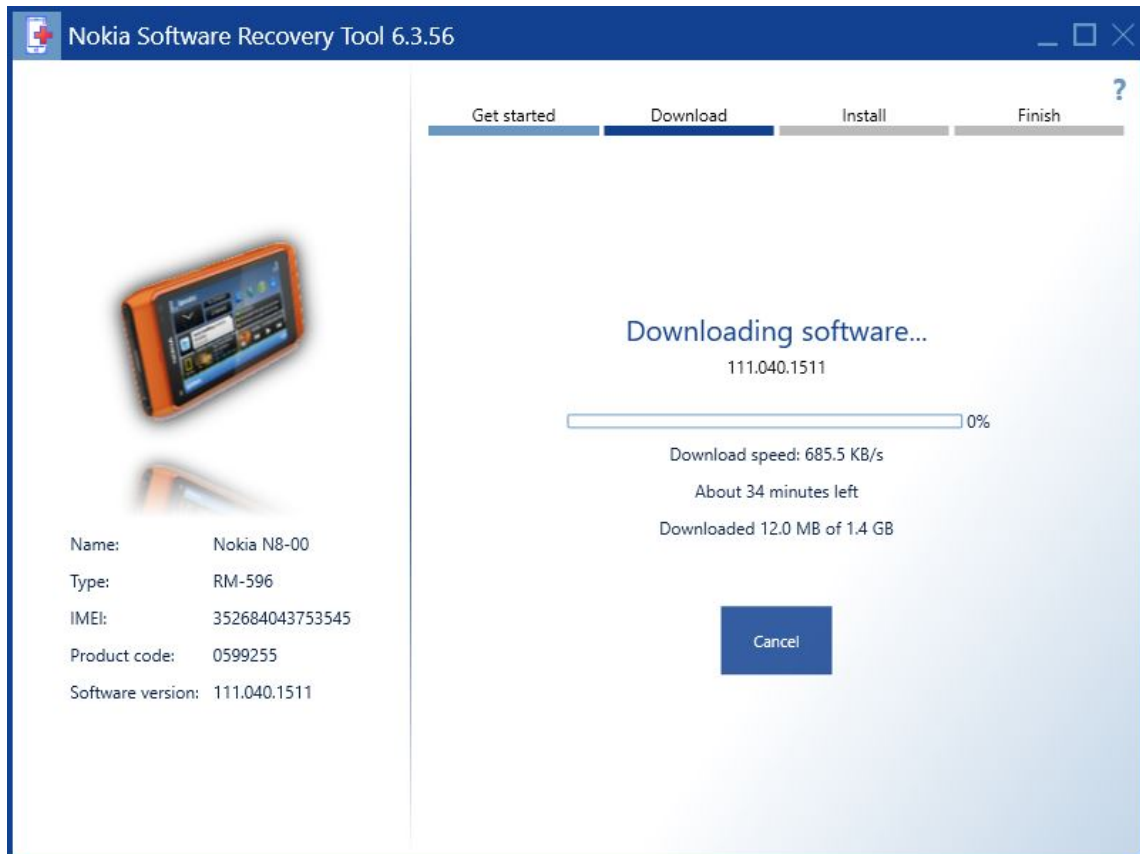 Nokia Software Recovery Tool 6.3.56
?
Get started Download Install Finish
Downloading software...
111.040.1511
0%
Download speed: 685.5 KB/s
About 34 minutes left
Downloaded 12.0 MB of 1.4 GB
Cancel
Name: Nokia N8-00
Type: RM-596
IMEI: 352684043753545
Product code: 0599255
Software version: 111.040.1511